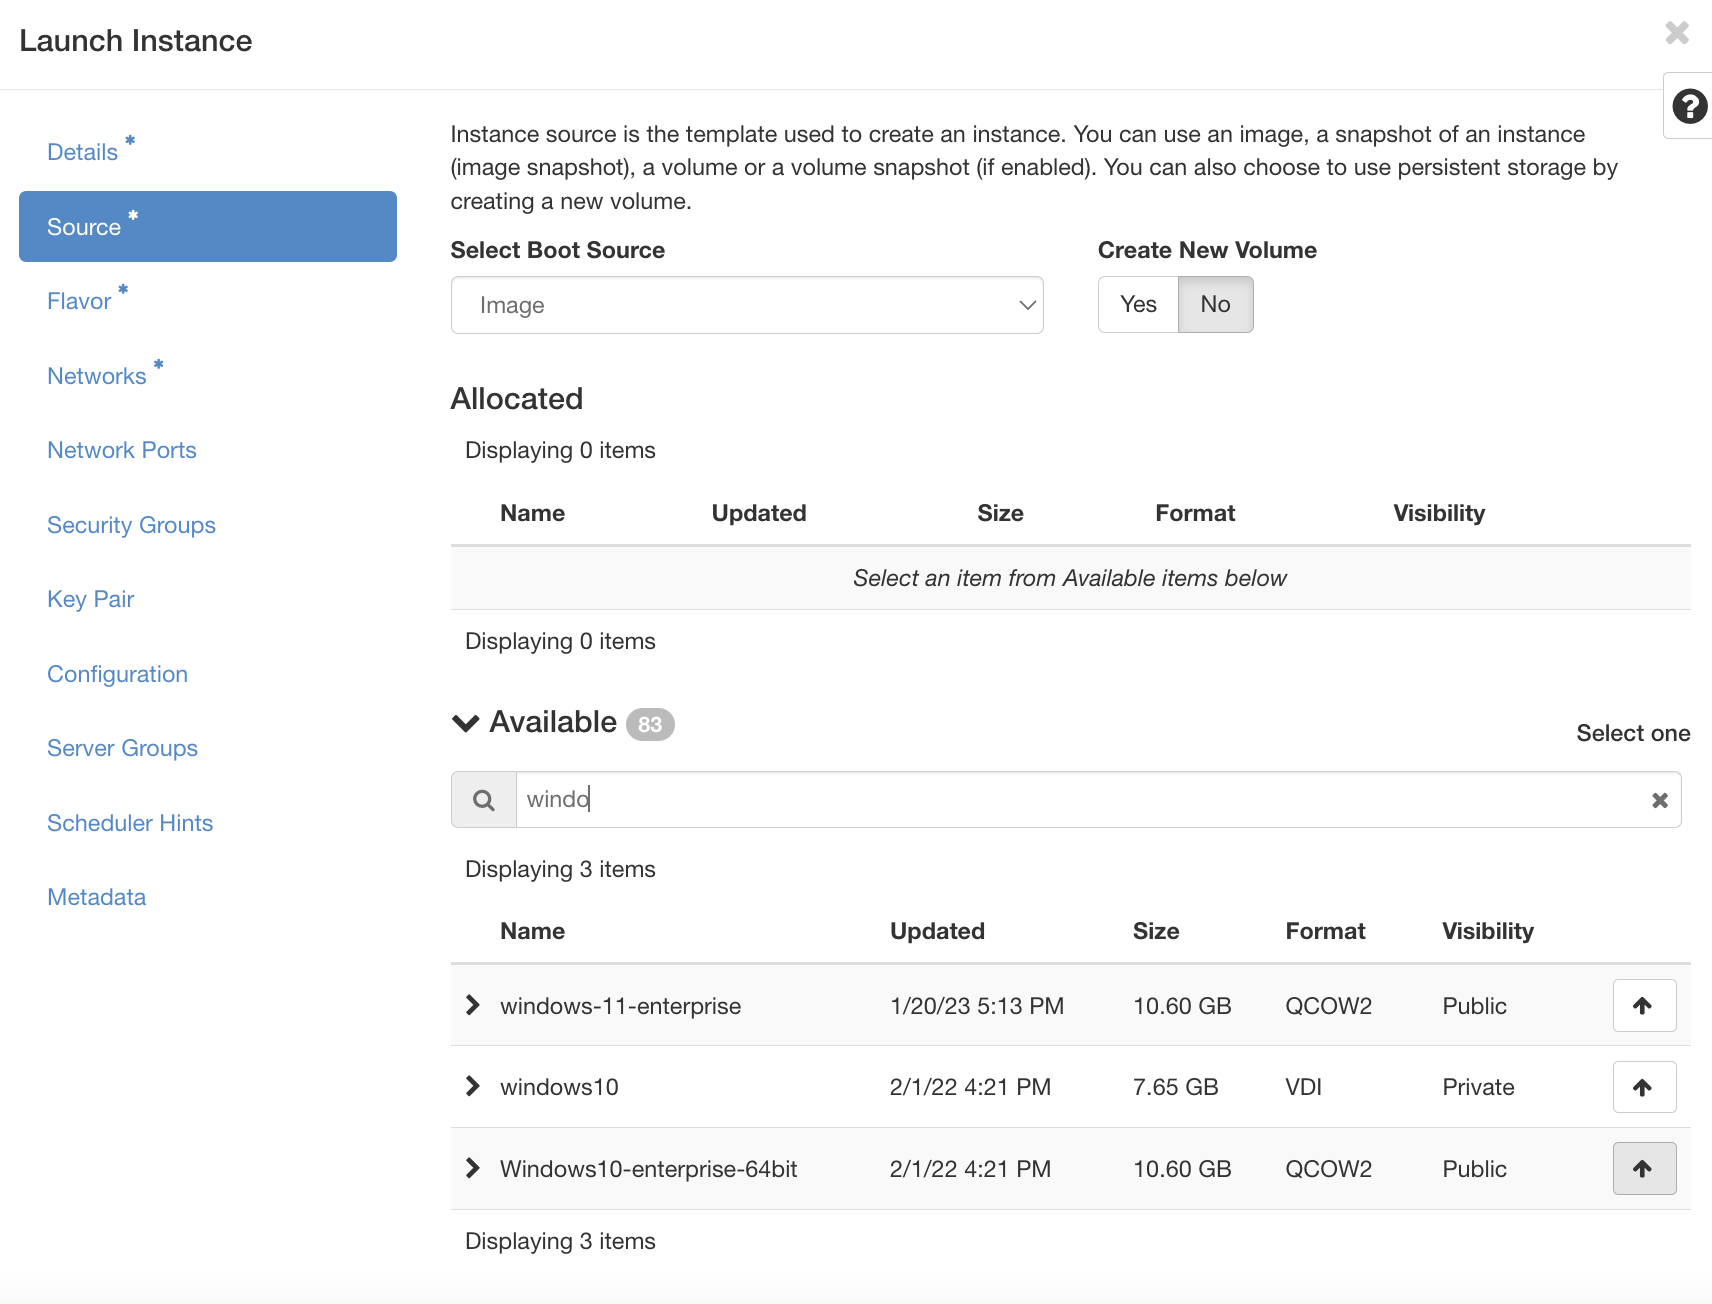 Launch Instance
Details *
Source *
Flavor *
Networks *
Network Ports
Security Groups
Key Pair
Configuration
Server Groups
Scheduler Hints
Metadata
Instance source is the template used to create an instance. You can use an image, a snapshot of an instance
(image snapshot), a volume or a volume snapshot (if enabled). You can also choose to use persistent storage by
creating a new volume.
Select Boot Source
Create New Volume
Image
Yes No
Allocated
Displaying 0 items
Name Updated Size Format Visibility
Select an item from Available items below
Displaying 0 items
Available 83
Select one
windo
Displaying 3 items
Name Updated Size Format Visibility
windows-11-enterprise 1/20/23 5:13 PM 10.60 GB QCOW2 Public
windows10 2/1/22 4:21 PM 7.65 GB VDI Private
Windows10-enterprise-64bit 2/1/22 4:21 PM 10.60 GB QCOW2 Public
Displaying 3 items